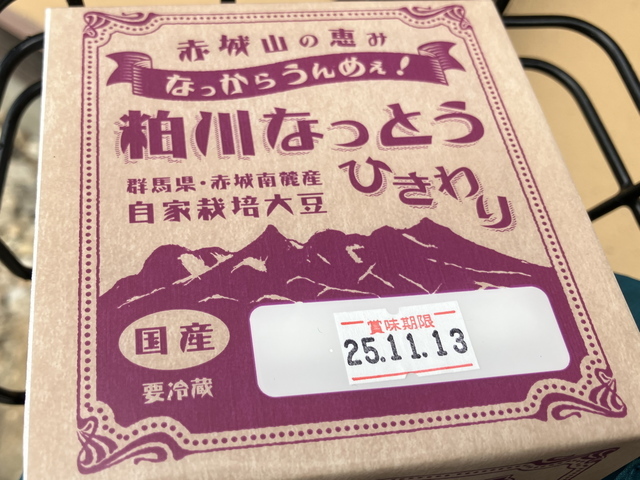 赤城山の恵み
なっからうんめぇ!
粕川なっとう
ひきわり
群馬県・赤城南麓産
自家栽培大豆
国産
要冷蔵
賞味期限
25.11.13